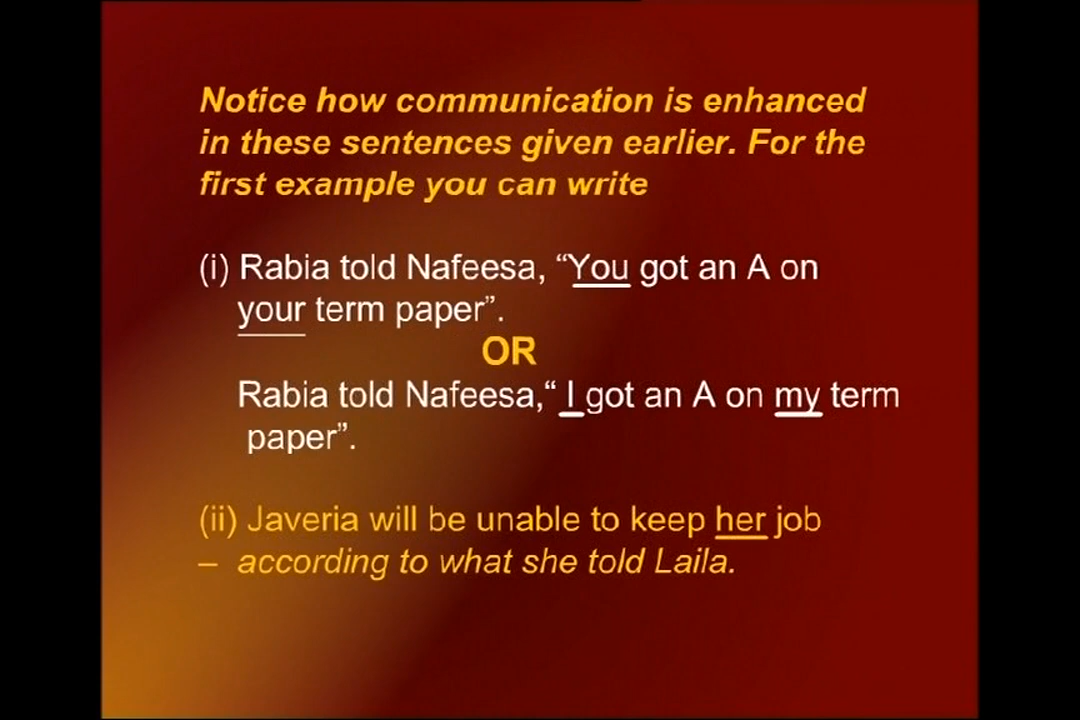 Notice how communication is enhanced
in these sentences given earlier. For the
first example you can write
(i) Rabia told Nafeesa, “You got an A on
your term paper”.
OR
Rabia told Nafeesa,“ I got an A on my term
paper”.
(ii) Javeria will be unable to keep her job
– according to what she told Laila.